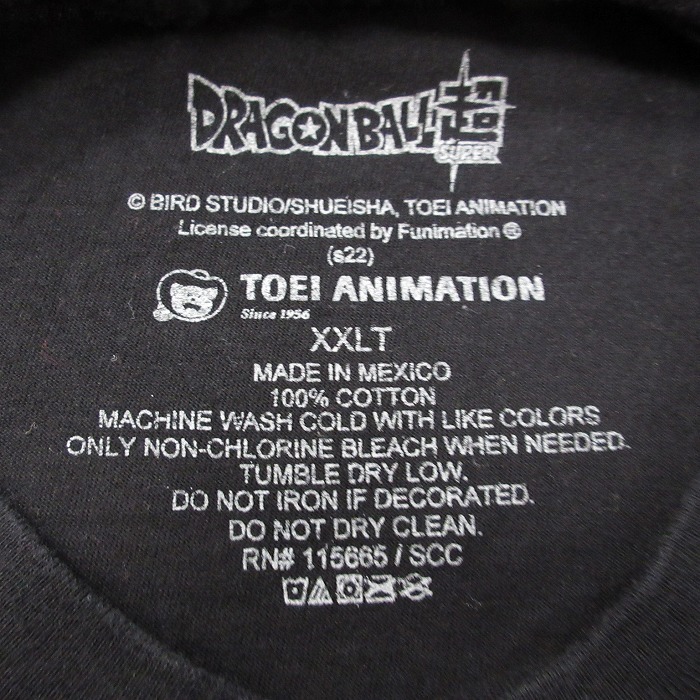 DRAGONBALL超
SUPER
© BIRD STUDIO/SHUEISHA, TOEI ANIMATION
License coordinated by Funimation®
(s22)
TOEI ANIMATION
Since 1956
XXLT
MADE IN MEXICO
100% COTTON
MACHINE WASH COLD WITH LIKE COLORS
ONLY NON-CHLORINE BLEACH WHEN NEEDED.
TUMBLE DRY LOW.
DO NOT IRON IF DECORATED.
DO NOT DRY CLEAN.
RN# 115665 / SCC